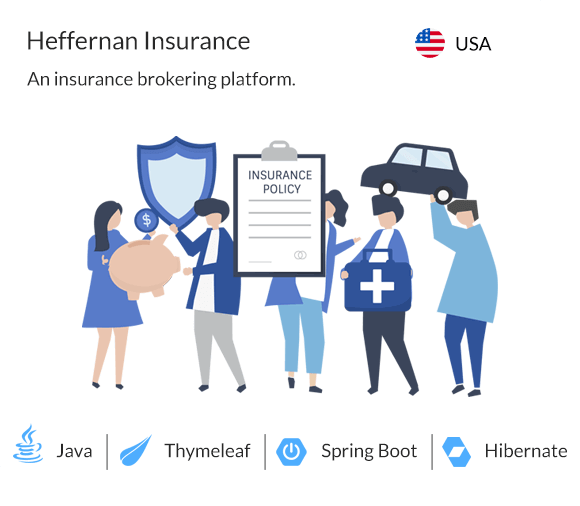 Heffernan Insurance
USA
An insurance brokering platform.
$
INSURANCE
POLICY
Java
Thymeleaf
Spring Boot
Hibernate